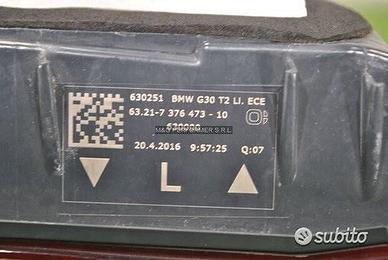 630251 BMW G30 T2 LI. ECE
63.21-7 376 473 - 10
20.4.2016 9:57:25 Q:07
L
subito